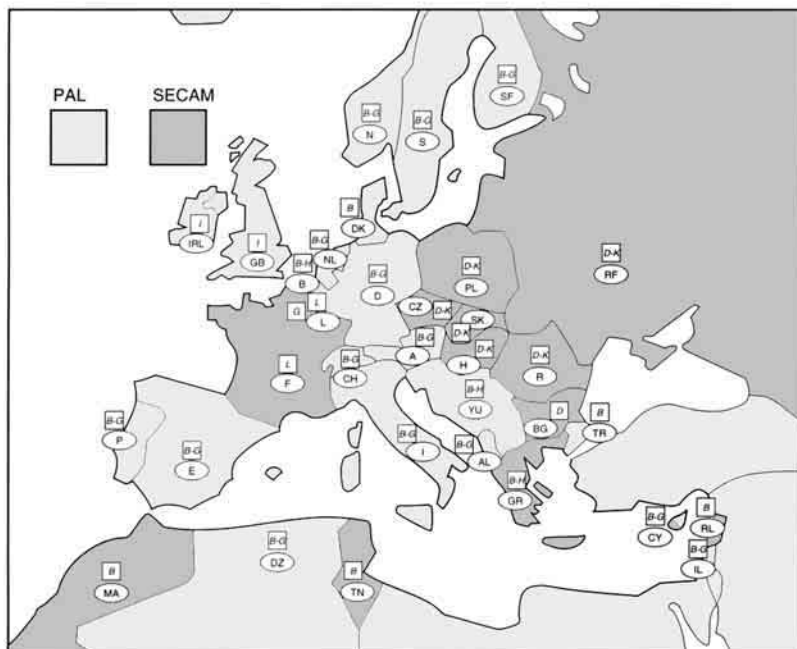 PAL SECAM
B-G
SF
B-G
N
B-G
S
I
IRL
I
GB
B
DK
B-G
NL
B-H
B
B-G
D
D-K
PL
D-K
RF
G
L
L
CZ
D-K
SK
D-K
B-G
A
D-K
H
L
F
B-G
CH
D-K
R
B-H
YU
D
BG
B
TR
B-G
P
B-G
E
B-G
I
B-G
AL
B-H
GR
B-G
CY
B
RL
B-G
IL
B
MA
B-G
DZ
B
TN